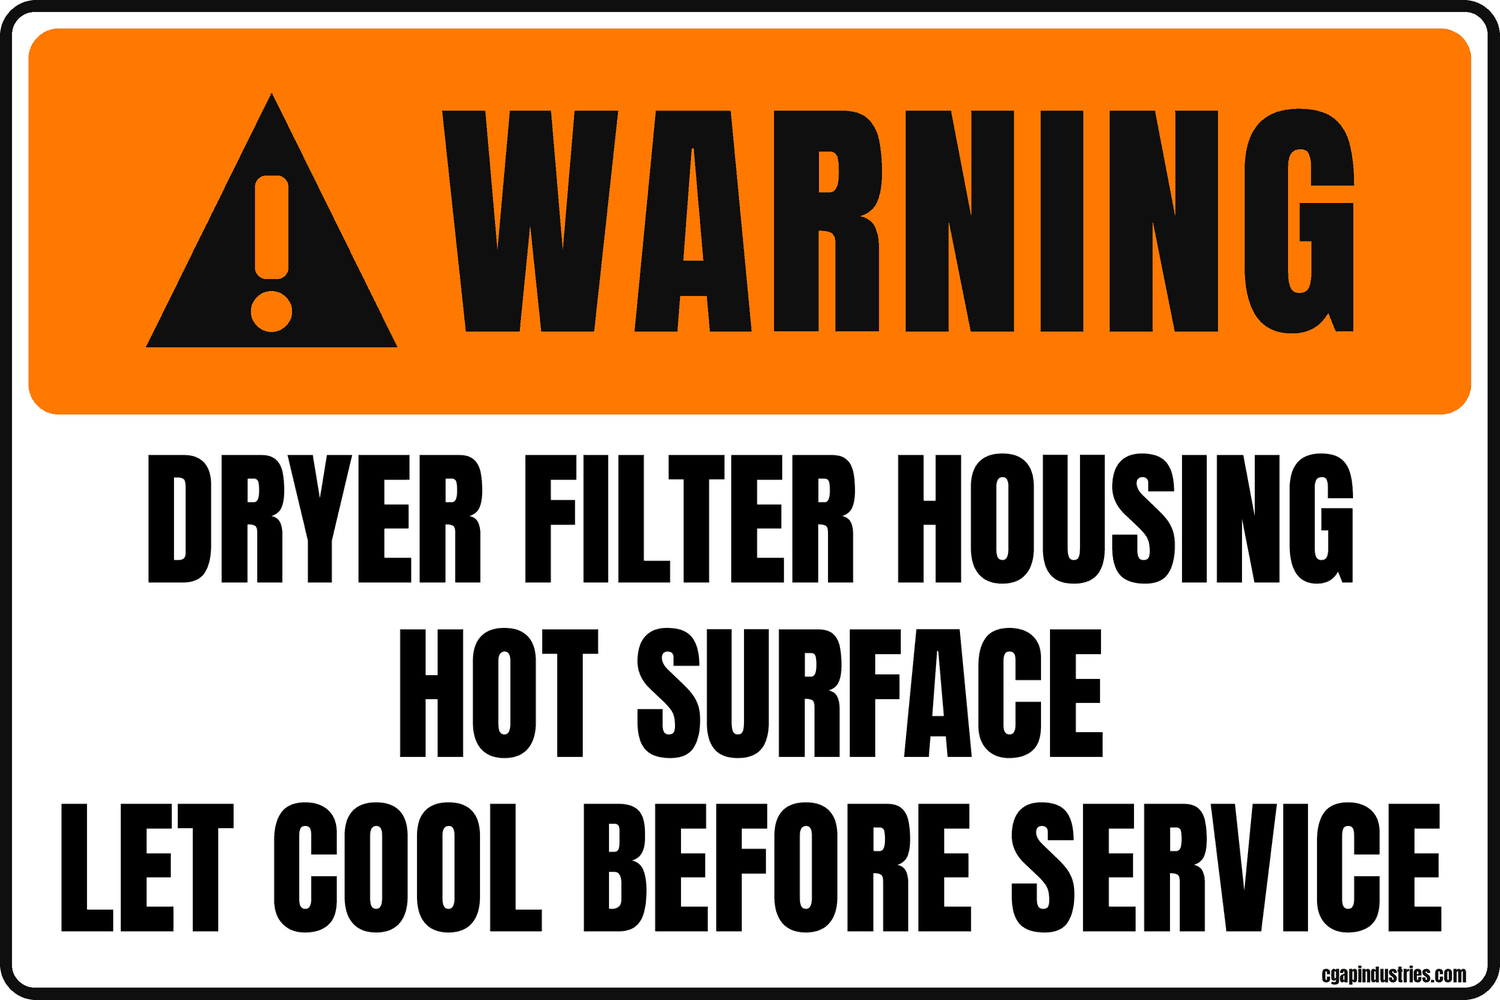 WARNING
DRYER FILTER HOUSING
HOT SURFACE
LET COOL BEFORE SERVICE
cgapindustries.com